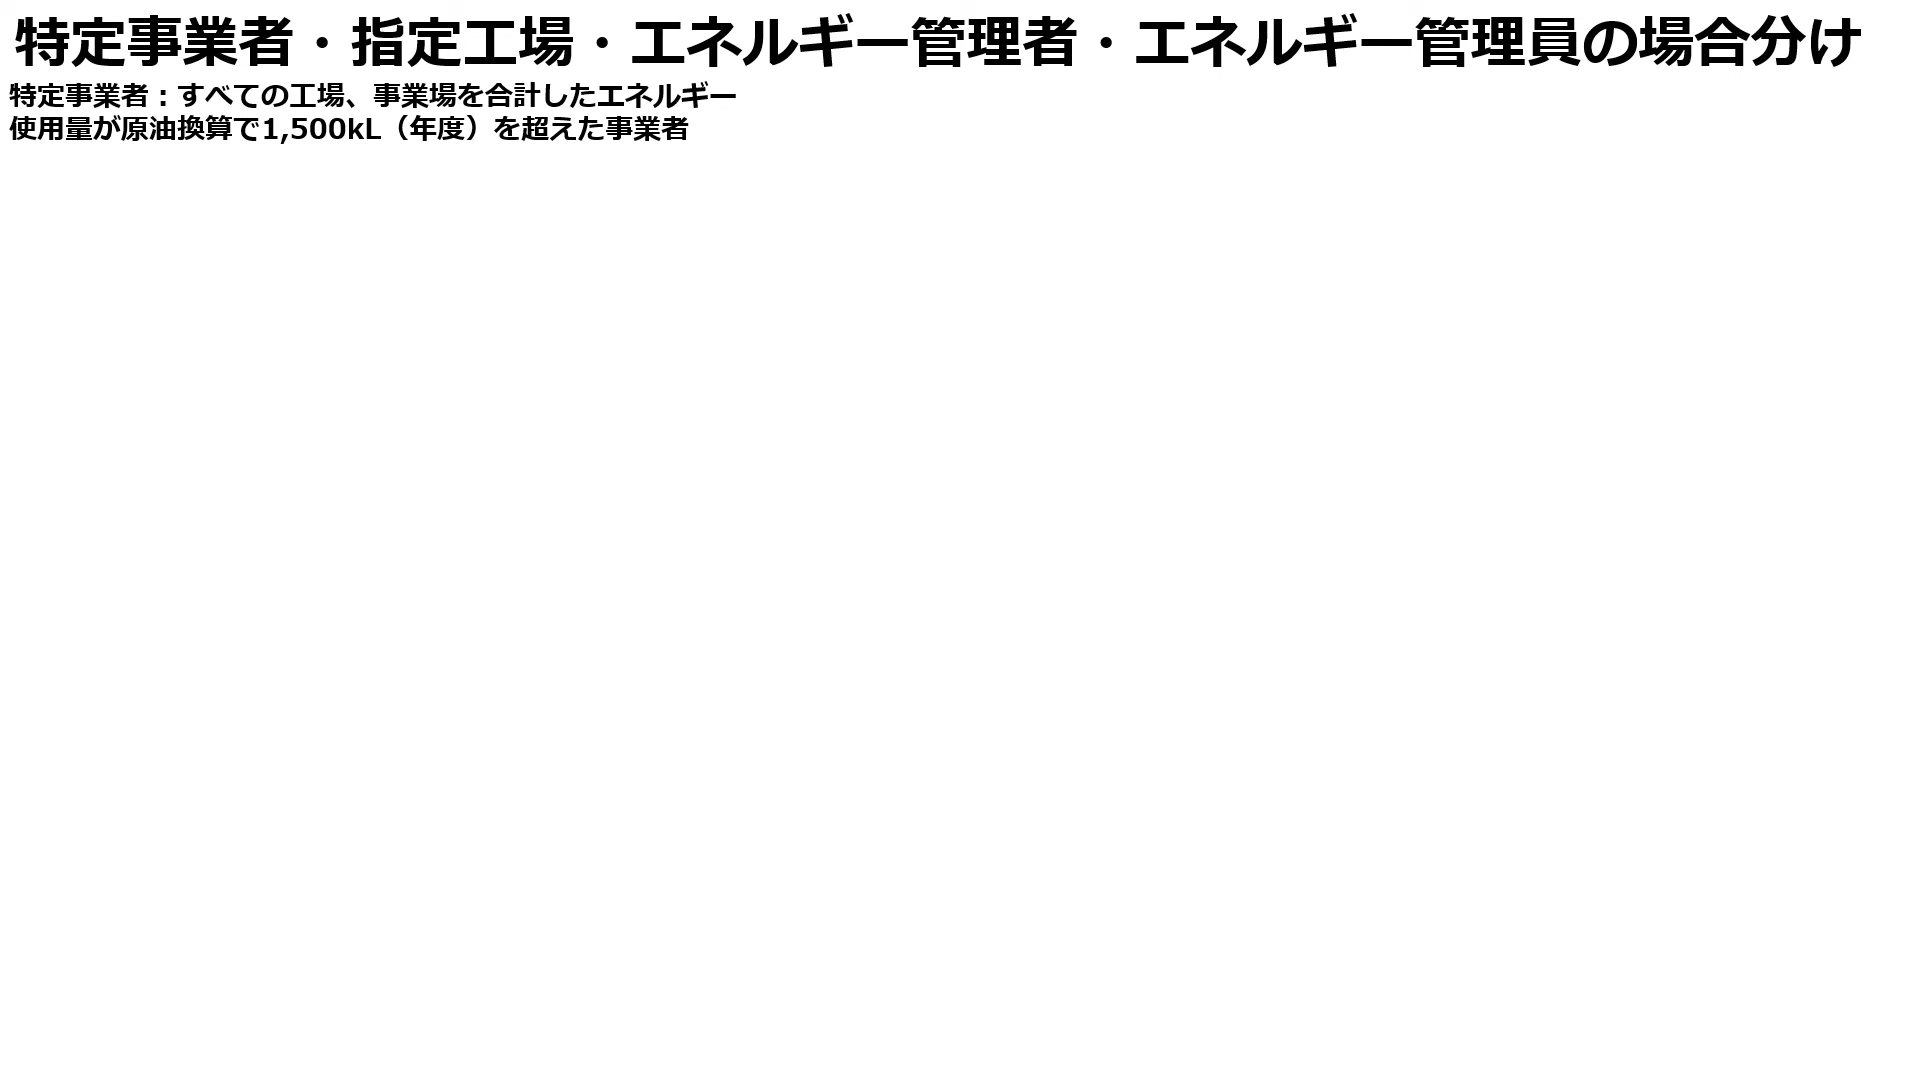 特定事業者・指定工場・エネルギー管理者・エネルギー管理員の場合分け
特定事業者：すべての工場、事業場を合計したエネルギー
使用量が原油換算で1,500kL（年度）を超えた事業者